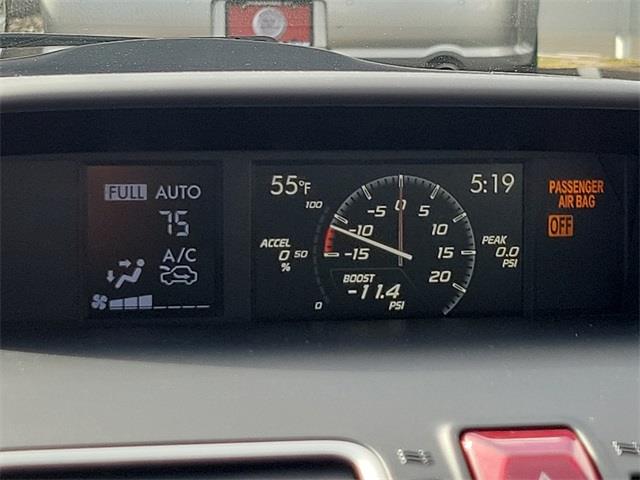 FULL AUTO
75
A/C
55°F
5:19
100
ACCEL
0 50
%
0
-5 0 5
-10 10
-15 15
20
BOOST
-11.4
PSI
PEAK
0.0
PSI
PASSENGER
AIR BAG
OFF